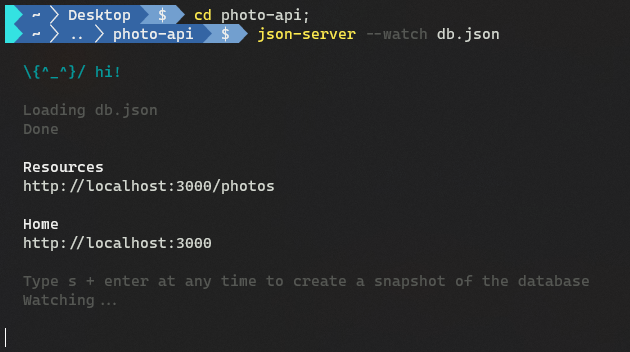 ~ Desktop $ cd photo-api;
~ .. photo-api $ json-server --watch db.json
\{^_^}/ hi!
Loading db.json
Done
Resources
http://localhost:3000/photos
Home
http://localhost:3000
Type s + enter at any time to create a snapshot of the database
Watching...